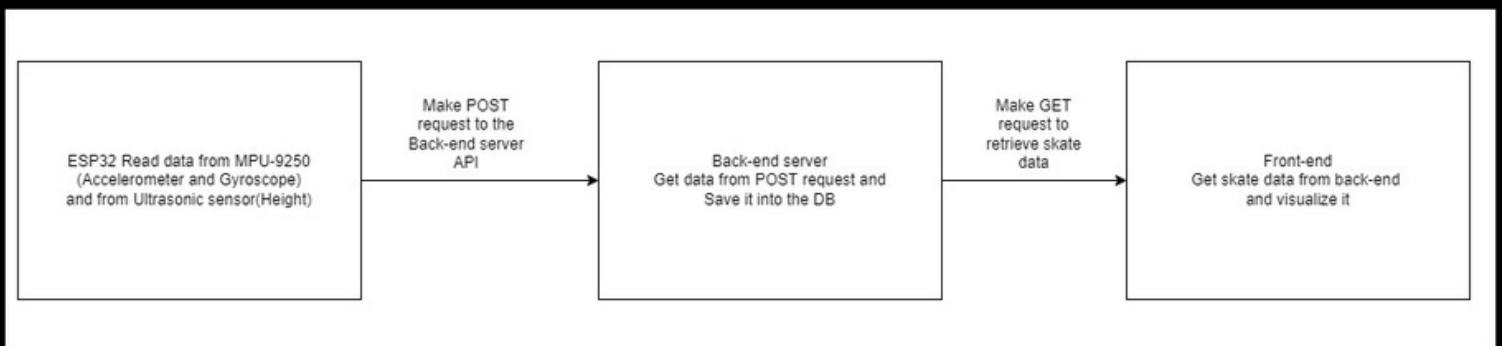 ESP32 Read data from MPU-9250
(Accelerometer and Gyroscope)
and from Ultrasonic sensor(Height)
Make POST
request to the
Back-end server
API
Back-end server
Get data from POST request and
Save it into the DB
Make GET
request to
retrieve skate
data
Front-end
Get skate data from back-end
and visualize it